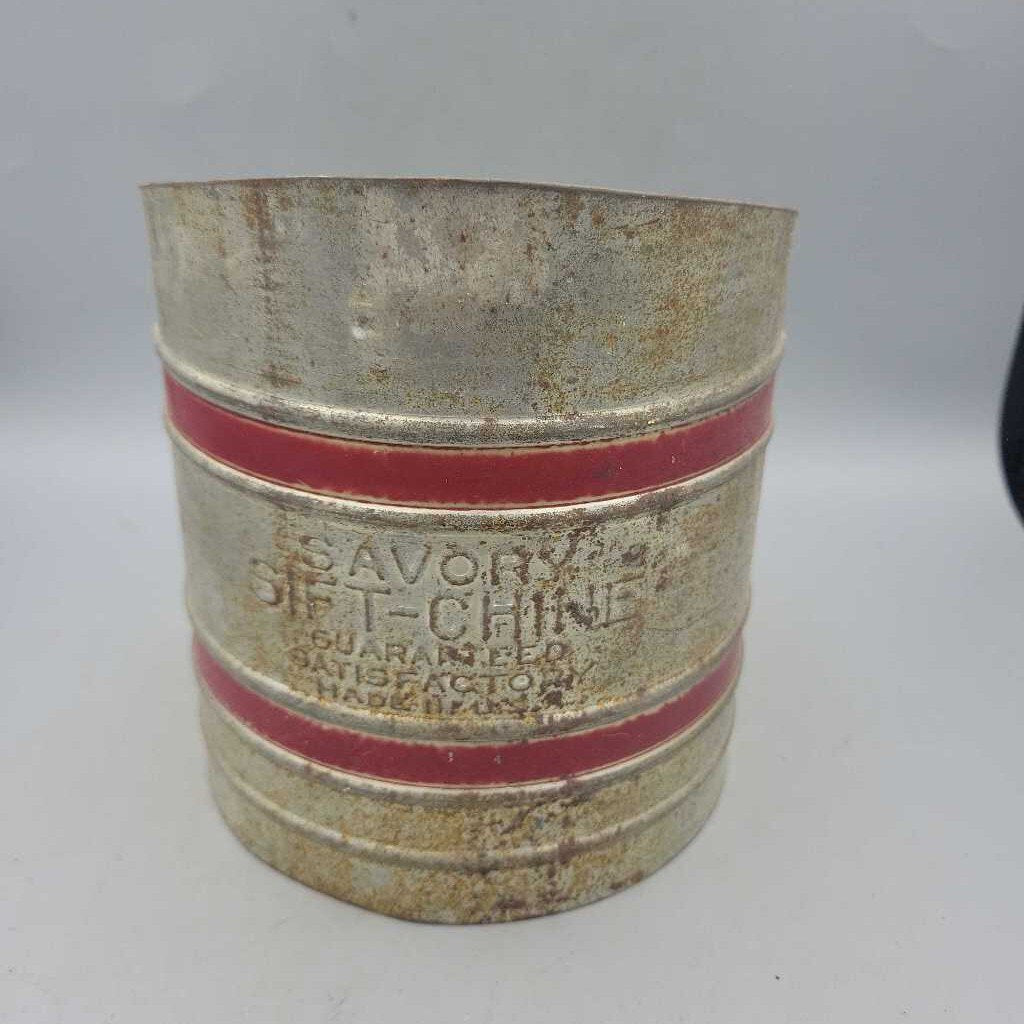 SAVORY
SIFT-CHINE
GUARANTEED
SATISFACTORY
MADE IN U.S.A.